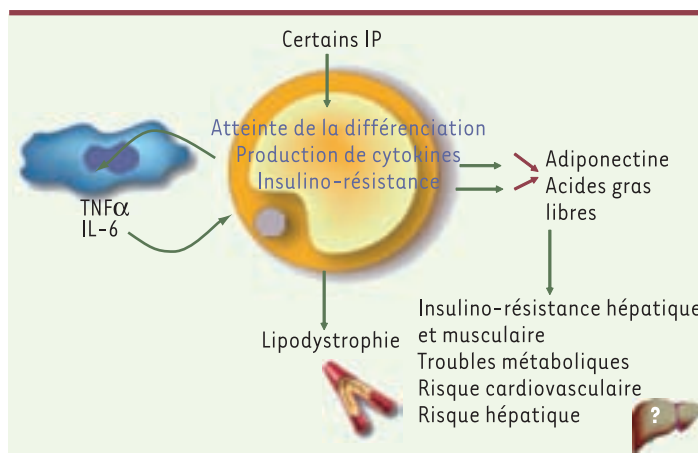 Certains IP
Atteinte de la différenciation
Production de cytokines
Insulino-résistance
Adiponectine
Acides gras
libres
TNFα
IL-6
Lipodystrophie
Insulino-résistance hépatique
et musculaire
Troubles métaboliques
Risque cardiovasculaire
Risque hépatique
?